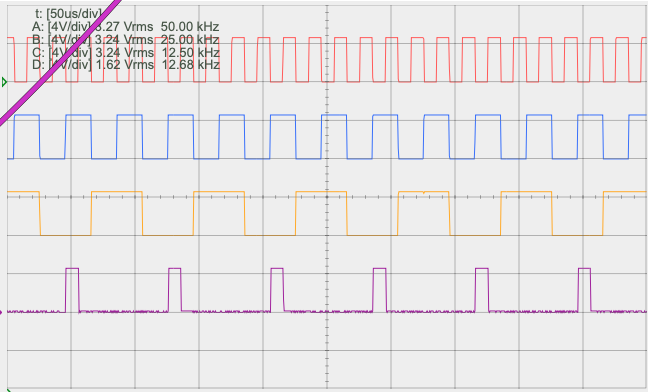 t: [50us/div]
A: [4V/div] 3.27 Vrms 50.00 kHz
B: [4V/div] 3.24 Vrms 25.00 kHz
C: [4V/div] 3.24 Vrms 12.50 kHz
D: [4V/div] 1.62 Vrms 12.68 kHz